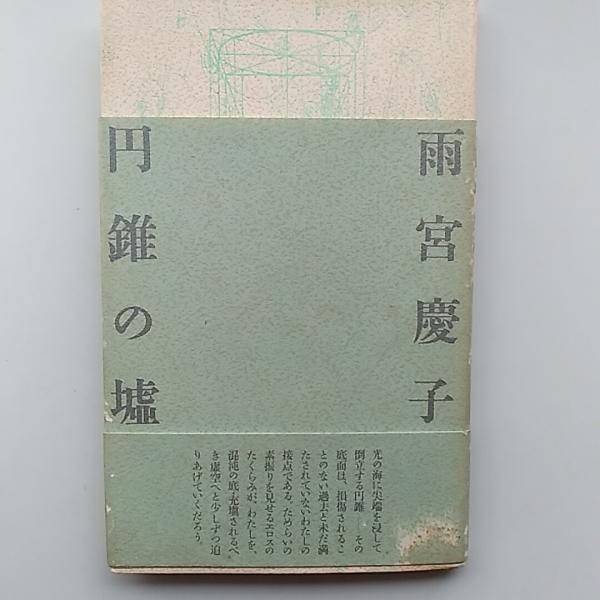 雨宮慶子
円錐の墟
光の海に尖端を浸して
倒立する円錐。その
底面は、損傷されるこ
とのない過去と未だ満
たされていないわたしの
接点である。ためらいの
素振りを見せるエロスの
たくらみが、わたしを、
混沌の底、充塡されるべ
き虚空へと少しずつ迫
りあげていくだろう。